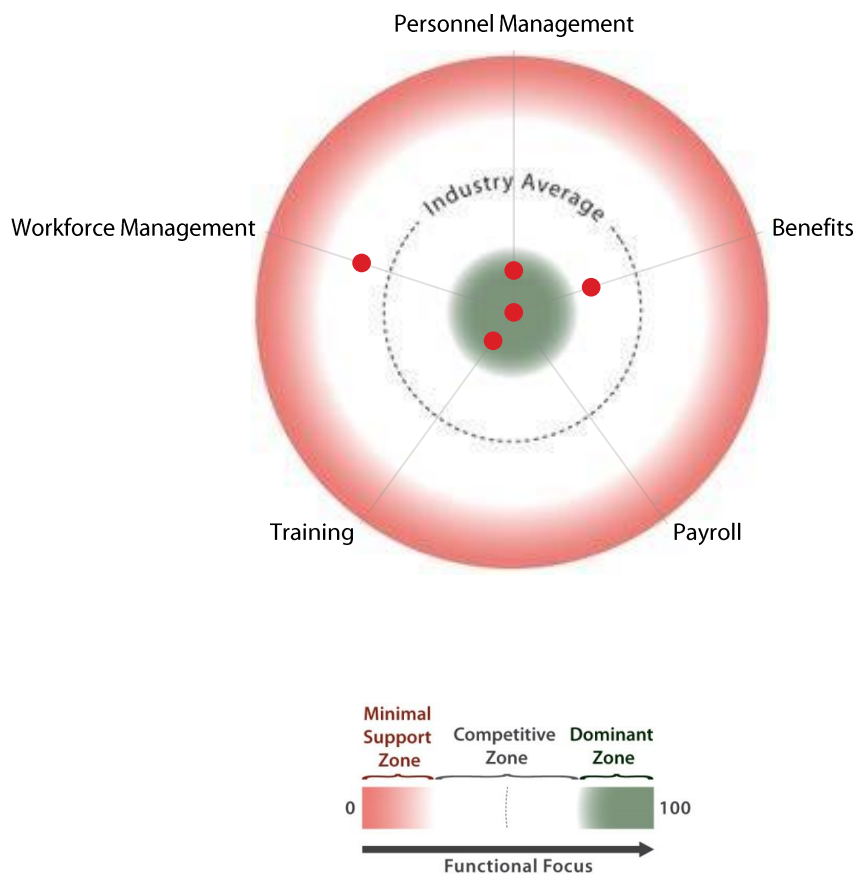 Personnel Management
Industry Average
Workforce Management
Benefits
Training
Payroll
Minimal
Support
Zone
Competitive
Zone
Dominant
Zone
0
100
Functional Focus